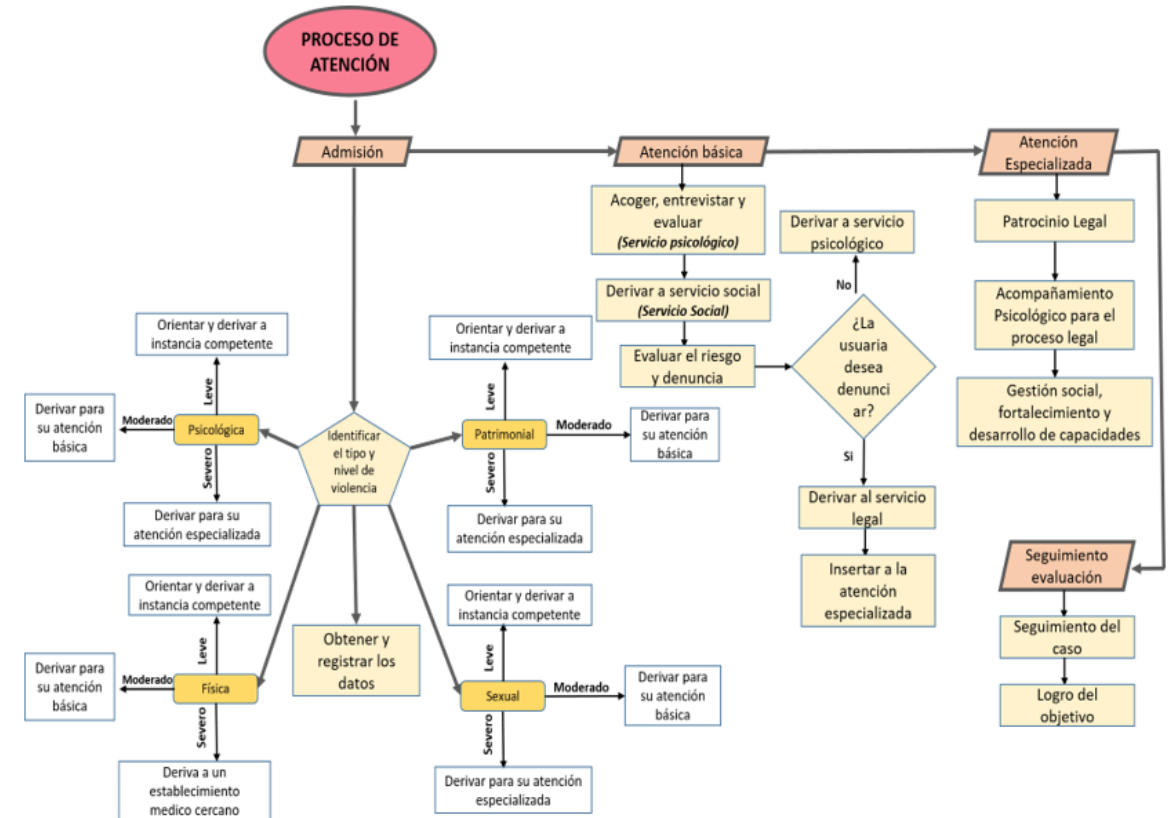 PROCESO DE
ATENCIÓN
Admisión
Atención básica
Atención
Especializada
Acoger, entrevistar y
evaluar
(Servicio psicológico)
Derivar a servicio social
(Servicio Social)
Evaluar el riesgo
y denuncia
Derivar a servicio
psicológico
No
¿La
usuaria
desea
denunci
ar?
Si
Derivar al servicio
legal
Insertar a la
atención
especializada
Patrocinio Legal
Acompañamiento
Psicológico para el
proceso legal
Gestión social,
fortalecimiento y
desarrollo de capacidades
Seguimiento
evaluación
Seguimiento del
caso
Logro del
objetivo
Identificar
el tipo y
nivel de
violencia
Orientar y derivar a
instancia competente
Leve
Derivar para
su atención
básica
Moderado
Psicológica
Severo
Derivar para su
atención especializada
Orientar y derivar a
instancia competente
Leve
Patrimonial
Moderado
Derivar para
su atención
básica
Severo
Derivar para su
atención especializada
Orientar y derivar a
instancia competente
Leve
Derivar para
su atención
básica
Moderado
Física
Severo
Deriva a un
establecimiento
medico cercano
Obtener y
registrar los
datos
Orientar y derivar a
instancia competente
Leve
Sexual
Moderado
Derivar para
su atención
básica
Severo
Derivar para su atención
especializada